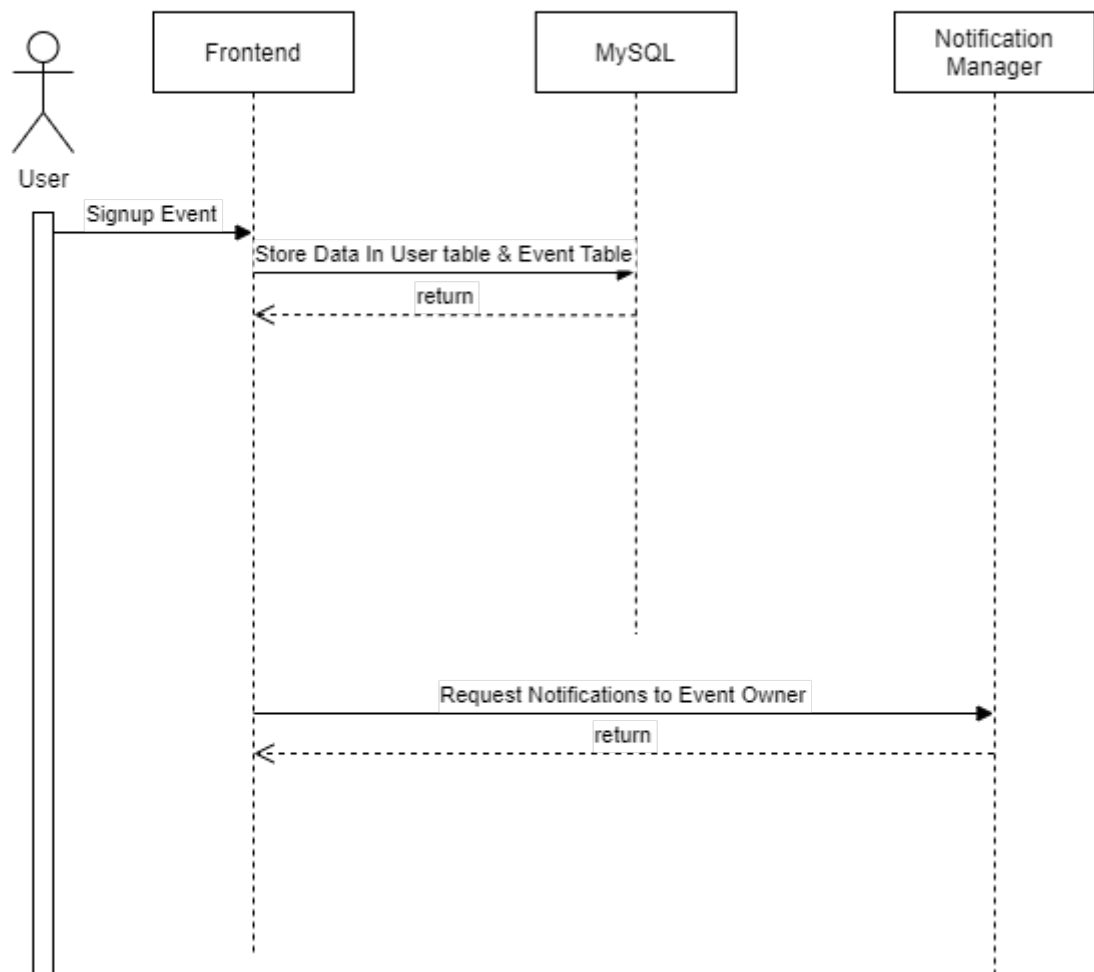 Frontend
MySQL
Notification
Manager
User
Signup Event
Store Data In User table & Event Table
return
Request Notifications to Event Owner
return